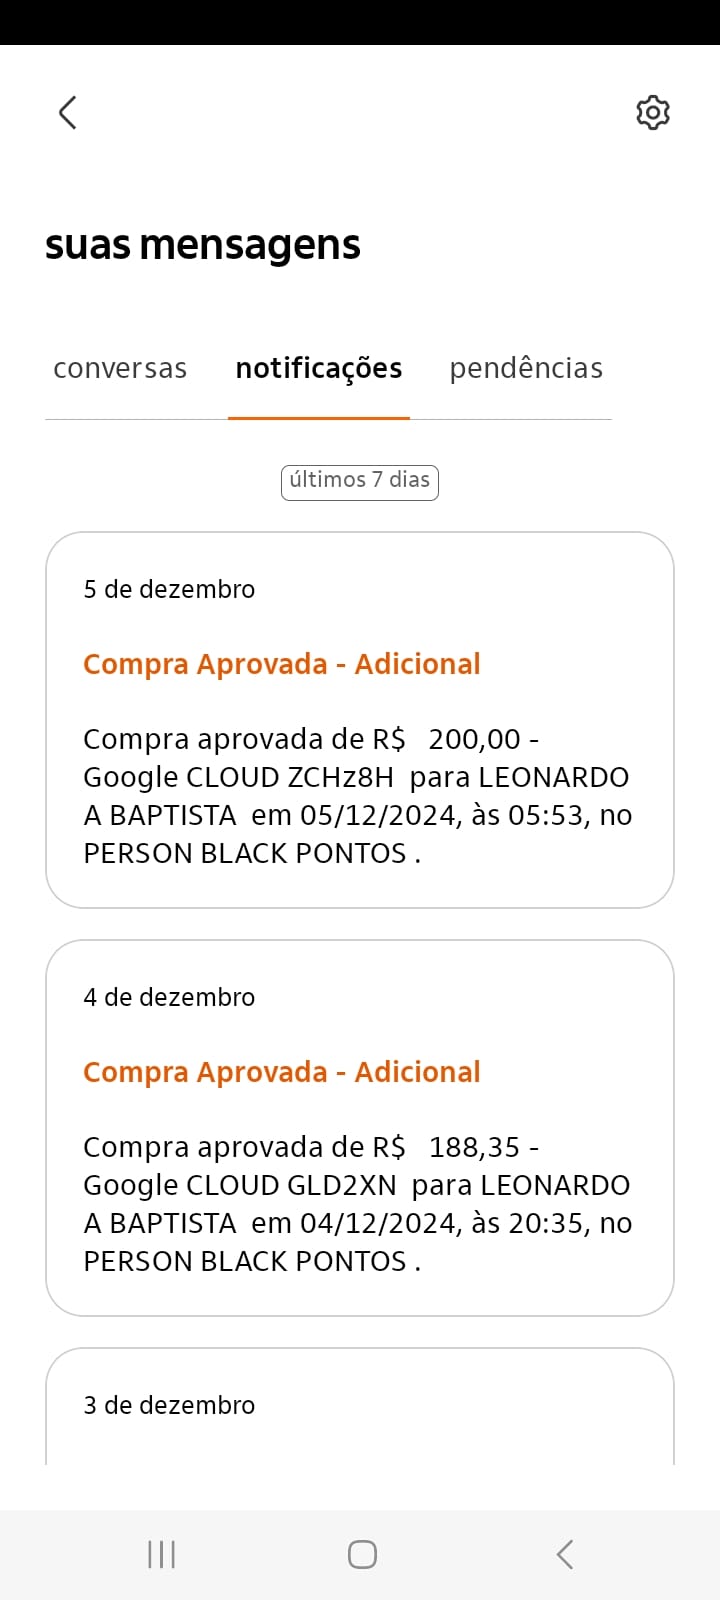 suas mensagens
conversas notificações pendências
últimos 7 dias
5 de dezembro
Compra Aprovada - Adicional
Compra aprovada de R$ 200,00 -
Google CLOUD ZCHz8H para LEONARDO
A BAPTISTA em 05/12/2024, às 05:53, no
PERSON BLACK PONTOS .
4 de dezembro
Compra Aprovada - Adicional
Compra aprovada de R$ 188,35 -
Google CLOUD GLD2XN para LEONARDO
A BAPTISTA em 04/12/2024, às 20:35, no
PERSON BLACK PONTOS .
3 de dezembro